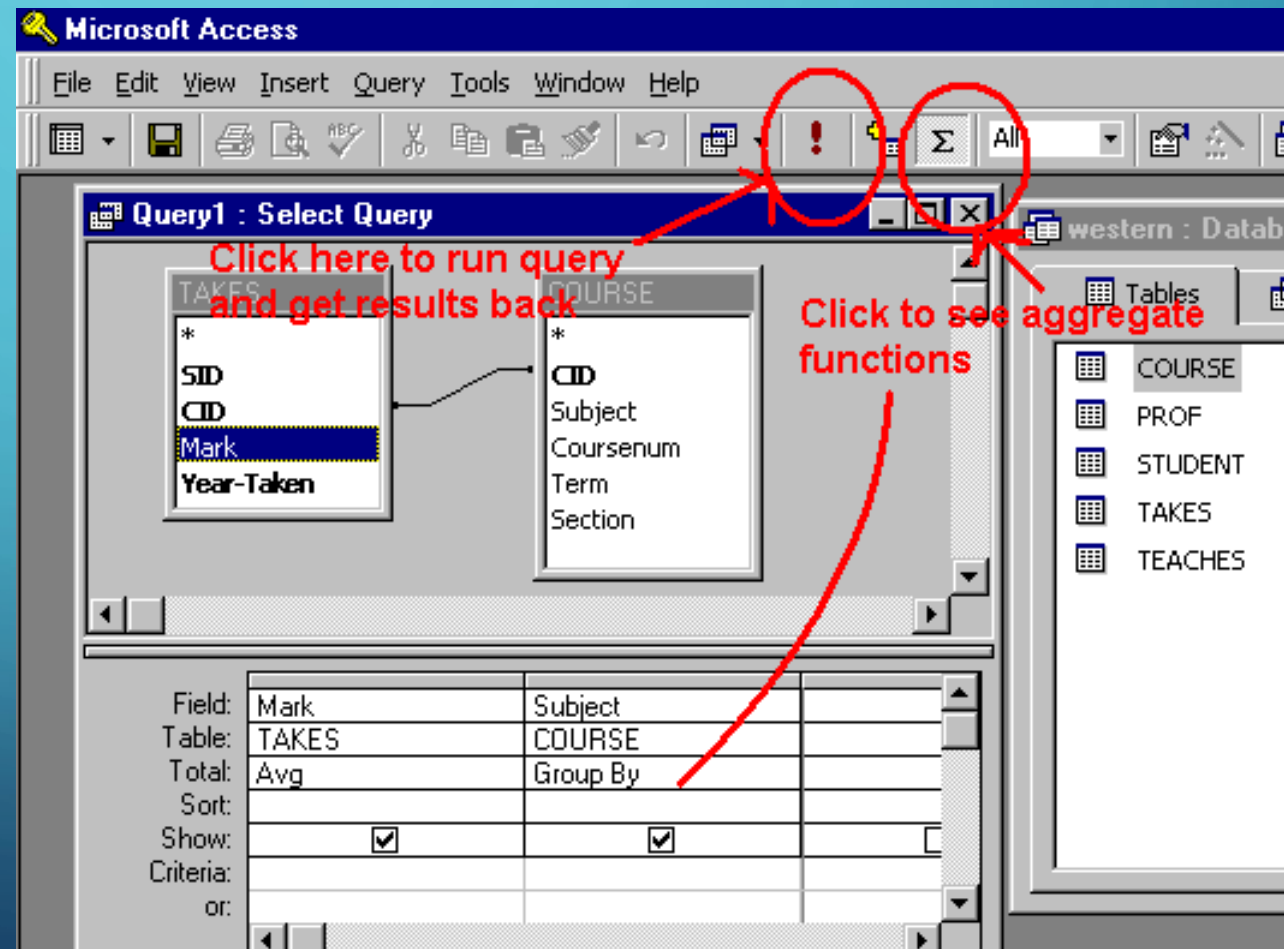 Microsoft Access
File Edit View Insert Query Tools Window Help
ABC Σ All
Query1 : Select Query
Click here to run query
and get results back
TAKES
*
SID
CID
Mark
Year-Taken
COURSE
*
CID
Subject
Coursenum
Term
Section
Click to see aggregate
functions
western : Datab
Tables
COURSE
PROF
STUDENT
TAKES
TEACHES
Field: Mark Subject
Table: TAKES COURSE
Total: Avg Group By
Sort:
Show:
Criteria:
or: